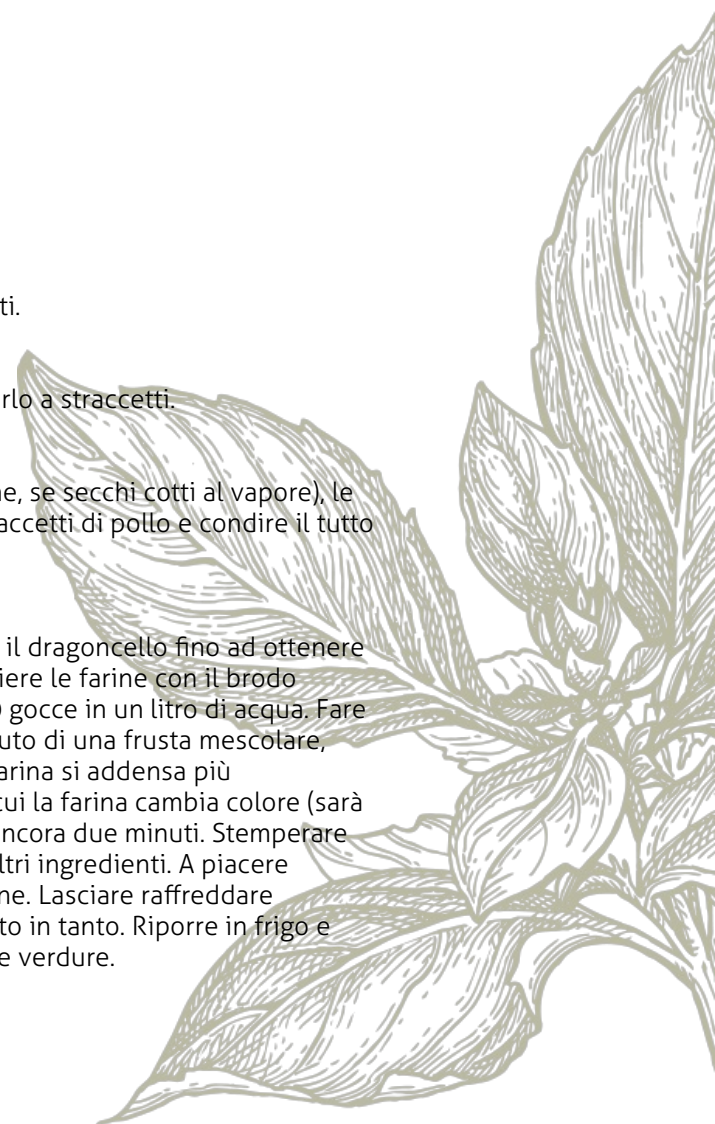 ti.
rlo a straccetti.
ne, se secchi cotti al vapore), le
accetti di pollo e condire il tutto
il dragoncello fino ad ottenere
iere le farine con il brodo
gocce in un litro di acqua. Fare
uto di una frusta mescolare,
arina si addensa più
cui la farina cambia colore (sarà
ancora due minuti. Stemperare
ltri ingredienti. A piacere
ne. Lasciare raffreddare
to in tanto. Riporre in frigo e
e verdure.